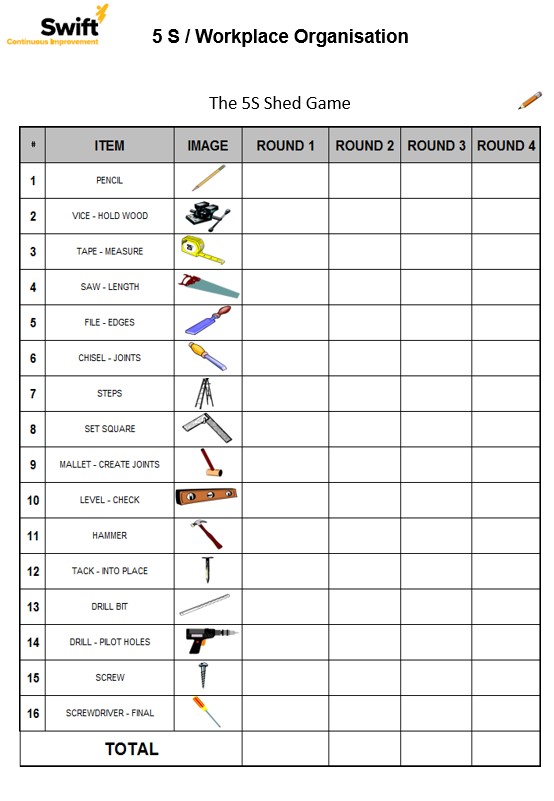 Swift
Continuous Improvement
5 S / Workplace Organisation
The 5S Shed Game
# ITEM IMAGE ROUND 1 ROUND 2 ROUND 3 ROUND 4
1 PENCIL
2 VICE - HOLD WOOD
3 TAPE - MEASURE
4 SAW - LENGTH
5 FILE - EDGES
6 CHISEL - JOINTS
7 STEPS
8 SET SQUARE
9 MALLET - CREATE JOINTS
10 LEVEL - CHECK
11 HAMMER
12 TACK - INTO PLACE
13 DRILL BIT
14 DRILL - PILOT HOLES
15 SCREW
16 SCREWDRIVER - FINAL
TOTAL